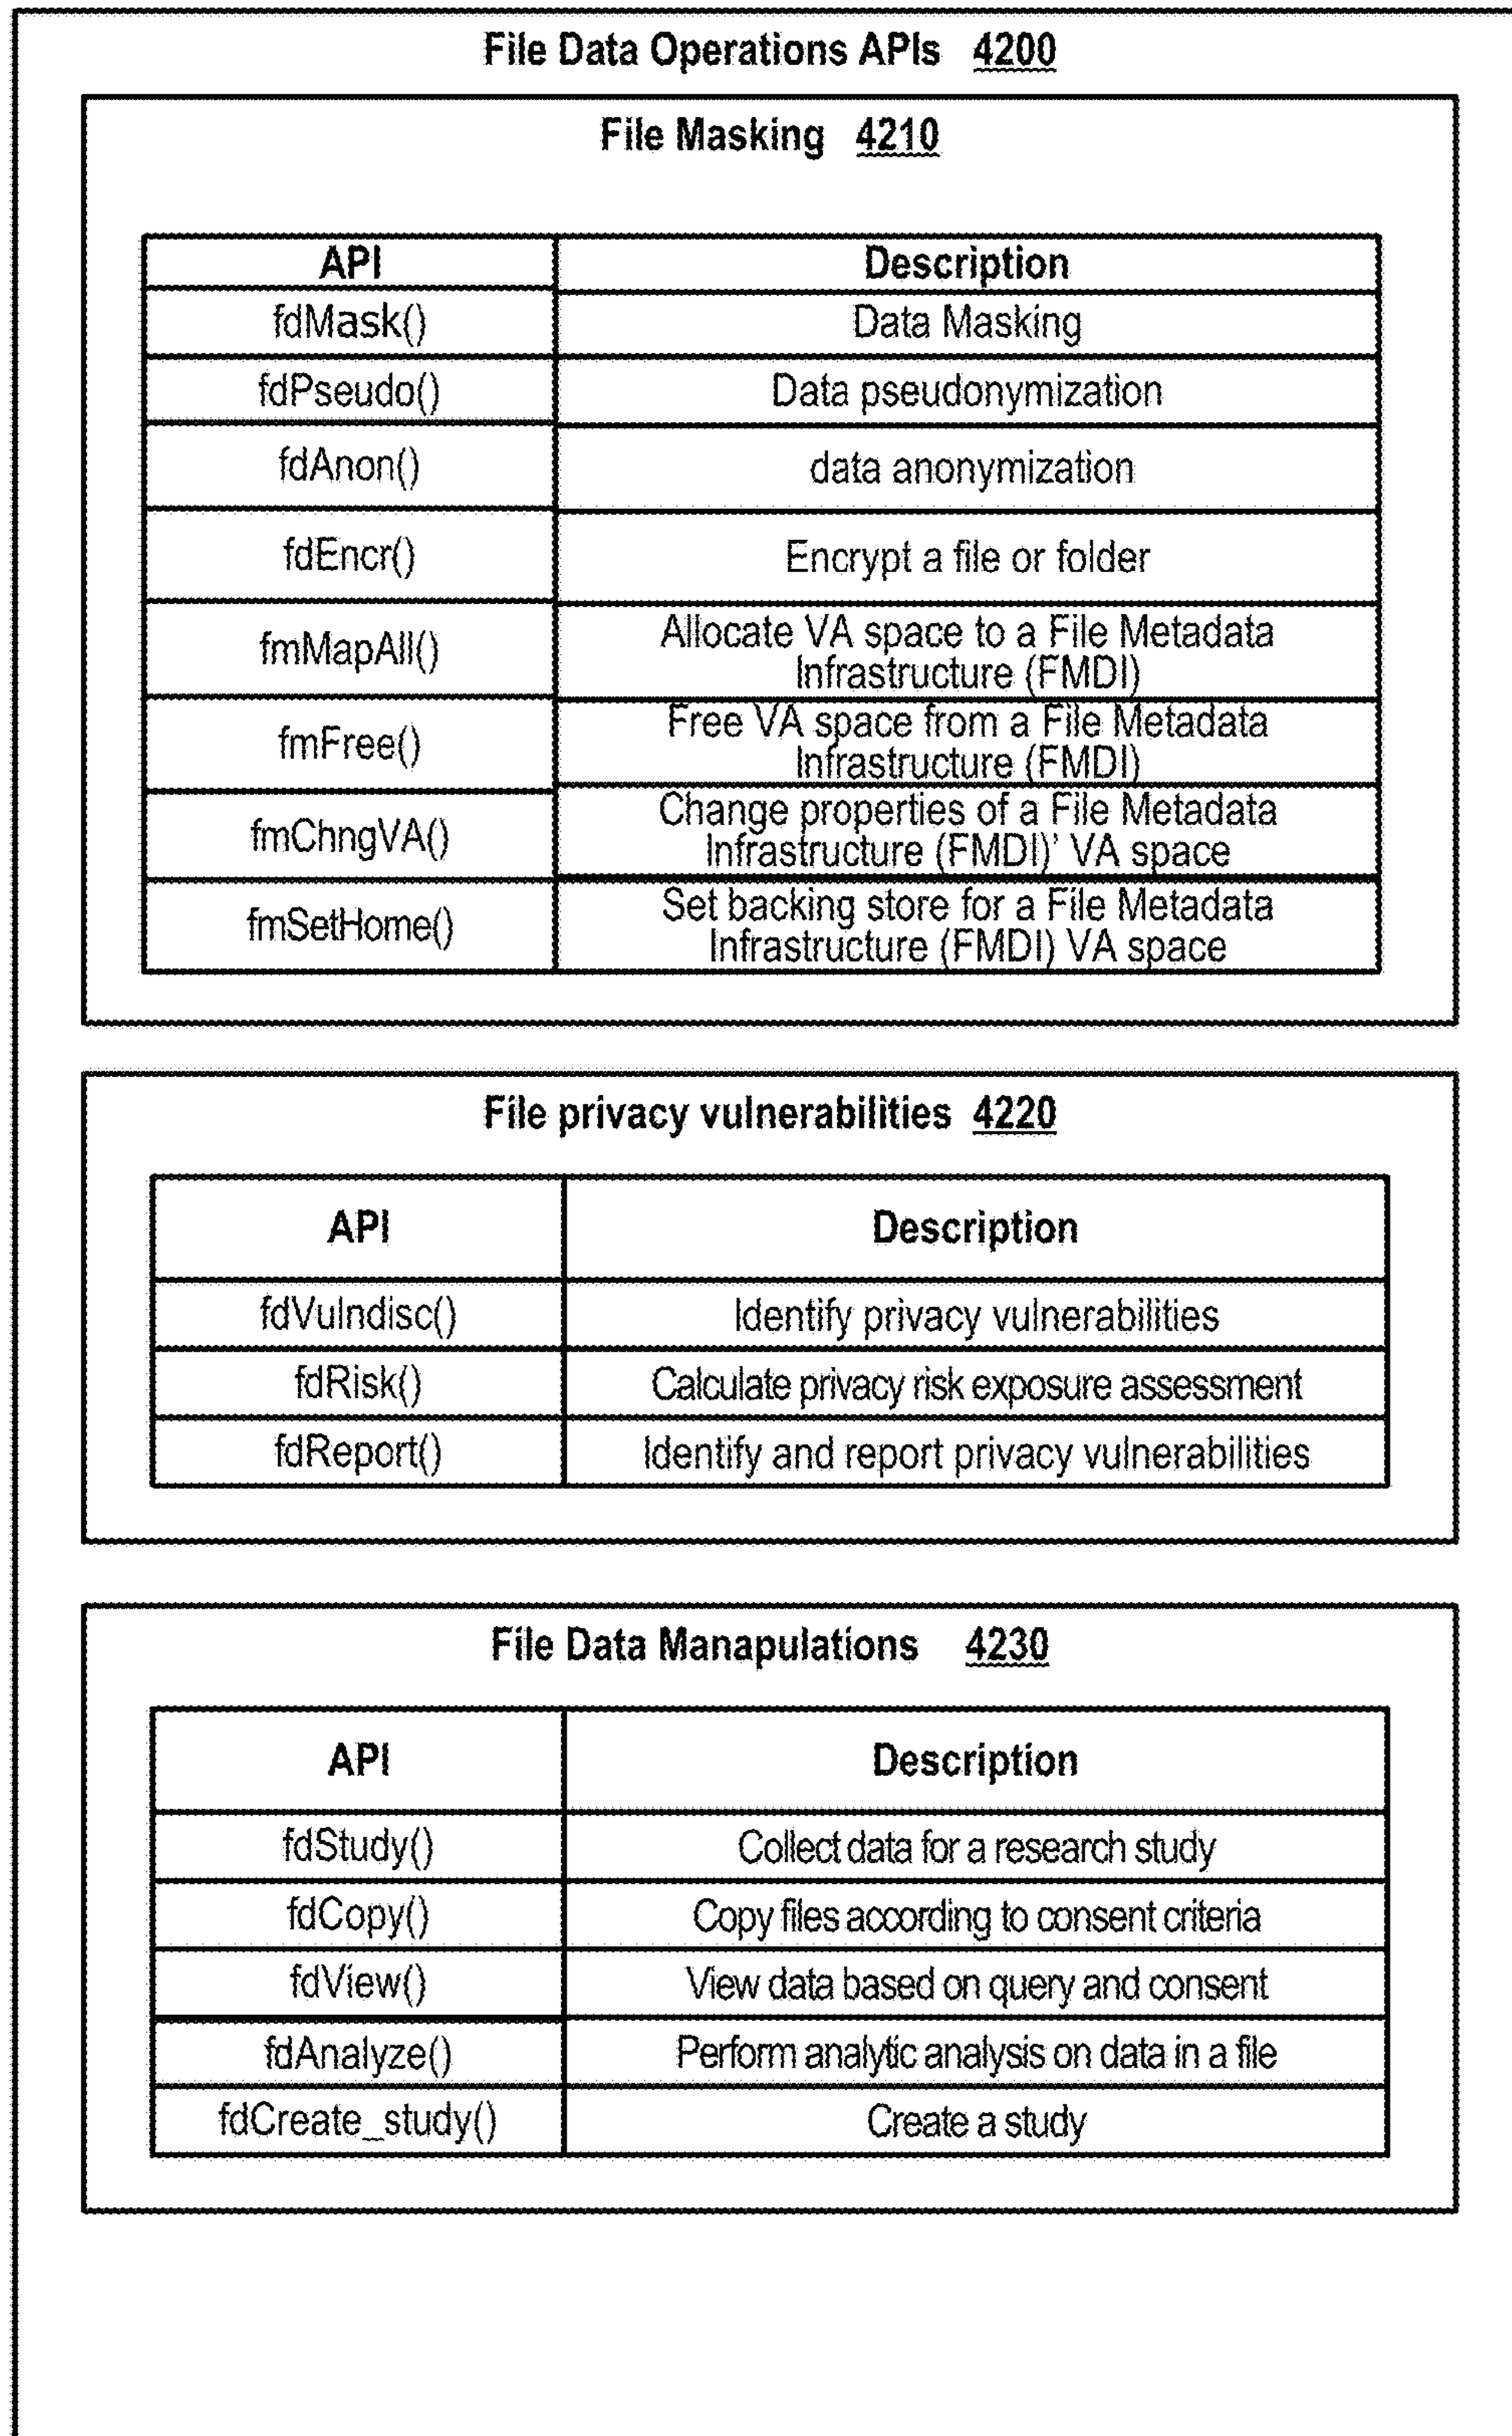 File Data Operations APIs 4200
File Masking 4210
API Description
fdMask() Data Masking
fdPseudo() Data pseudonymization
fdAnon() data anonymization
fdEncr() Encrypt a file or folder
fmMapAll() Allocate VA space to a File Metadata
Infrastructure (FMDI)
fmFree() Free VA space from a File Metadata
Infrastructure (FMDI)
fmChngVA() Change properties of a File Metadata
Infrastructure (FMDI)' VA space
fmSetHome() Set backing store for a File Metadata
Infrastructure (FMDI) VA space
File privacy vulnerabilities 4220
API Description
fdVulndisc() Identify privacy vulnerabilities
fdRisk() Calculate privacy risk exposure assessment
fdReport() Identify and report privacy vulnerabilities
File Data Manapulations 4230
API Description
fdStudy() Collect data for a research study
fdCopy() Copy files according to consent criteria
fdView() View data based on query and consent
fdAnalyze() Perform analytic analysis on data in a file
fdCreate_study() Create a study